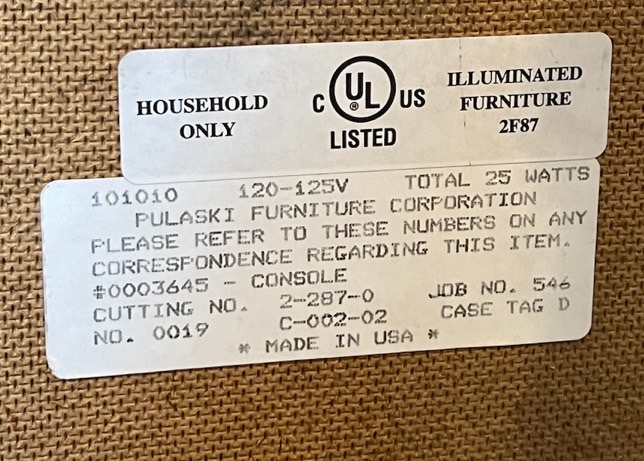 HOUSEHOLD ONLY
C UL ® US
LISTED
ILLUMINATED
FURNITURE
2F87
101010 120-125V TOTAL 25 WATTS
PULASKI FURNITURE CORPORATION
PLEASE REFER TO THESE NUMBERS ON ANY
CORRESPONDENCE REGARDING THIS ITEM.
#0003645 - CONSOLE
CUTTING NO. 2-287-0 JOB NO. 546
NO. 0019 C-002-02 CASE TAG D
* MADE IN USA *